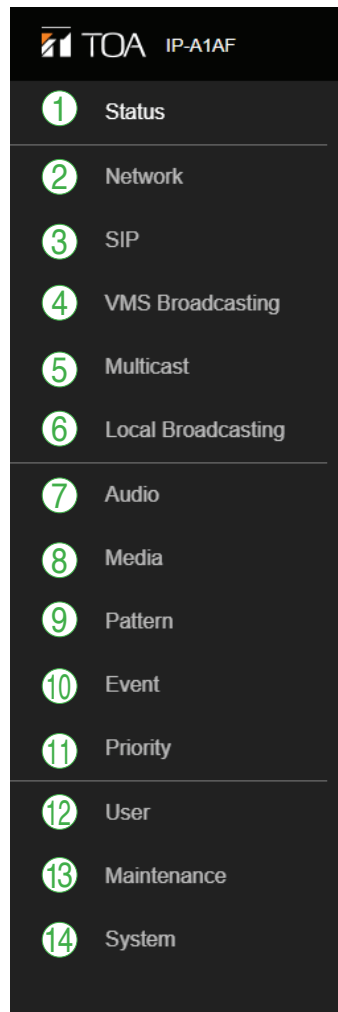 TOA IP-A1AF
1 Status
2 Network
3 SIP
4 VMS Broadcasting
5 Multicast
6 Local Broadcasting
7 Audio
8 Media
9 Pattern
10 Event
11 Priority
12 User
13 Maintenance
14 System